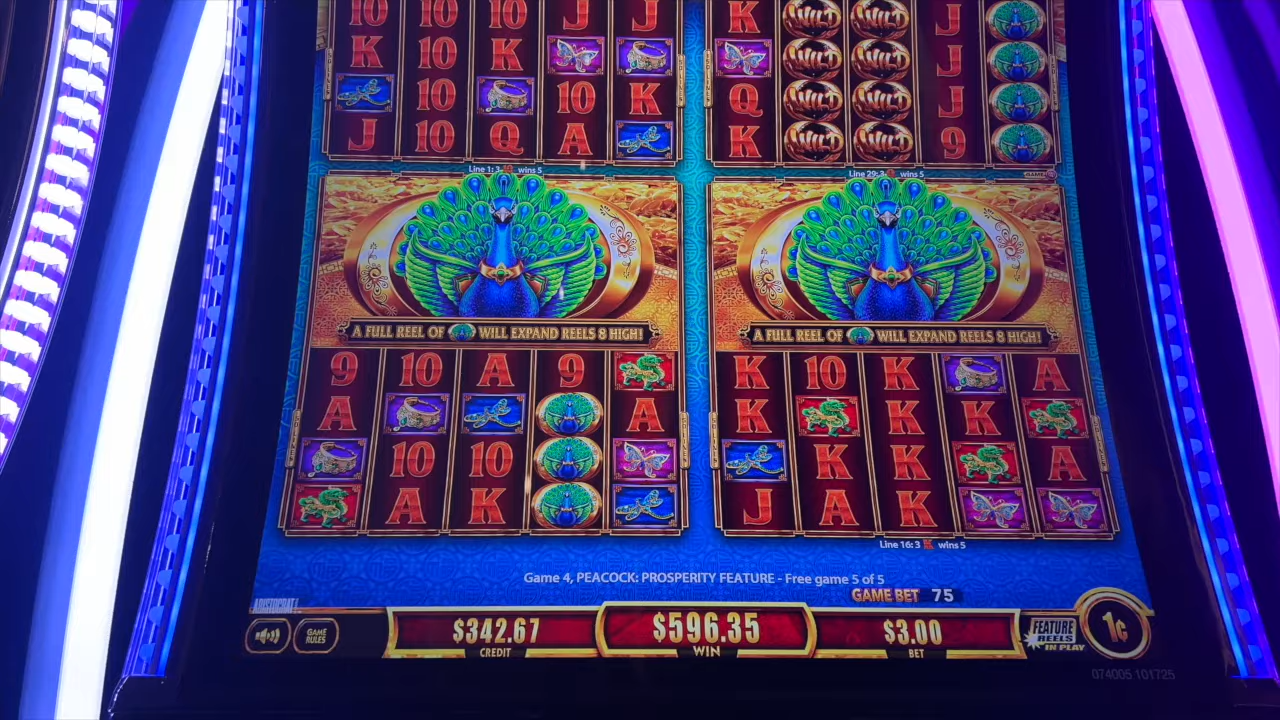 10 10 10 J J
K 10 K
10 10 K
J 10 Q A
K WILD WILD J
WILD WILD J
Q WILD WILD J
K WILD WILD 9
Line 1: 3 wins 5
Line 29: 3 wins 5
A FULL REEL OF WILL EXPAND REELS 8 HIGH!
A FULL REEL OF WILL EXPAND REELS 8 HIGH!
9 10 A 9
A A
10 10
A K
K 10 K A
K K K
K K A
J A K
Line 16: 3 K wins 5
Game 4, PEACOCK: PROSPERITY FEATURE - Free game 5 of 5
GAME BET 75
ARISTOCRAT
GAME RULES
$342.67
CREDIT
$596.35
WIN
$3.00
BET
FEATURE
REELS
IN PLAY
1¢
074005 101725